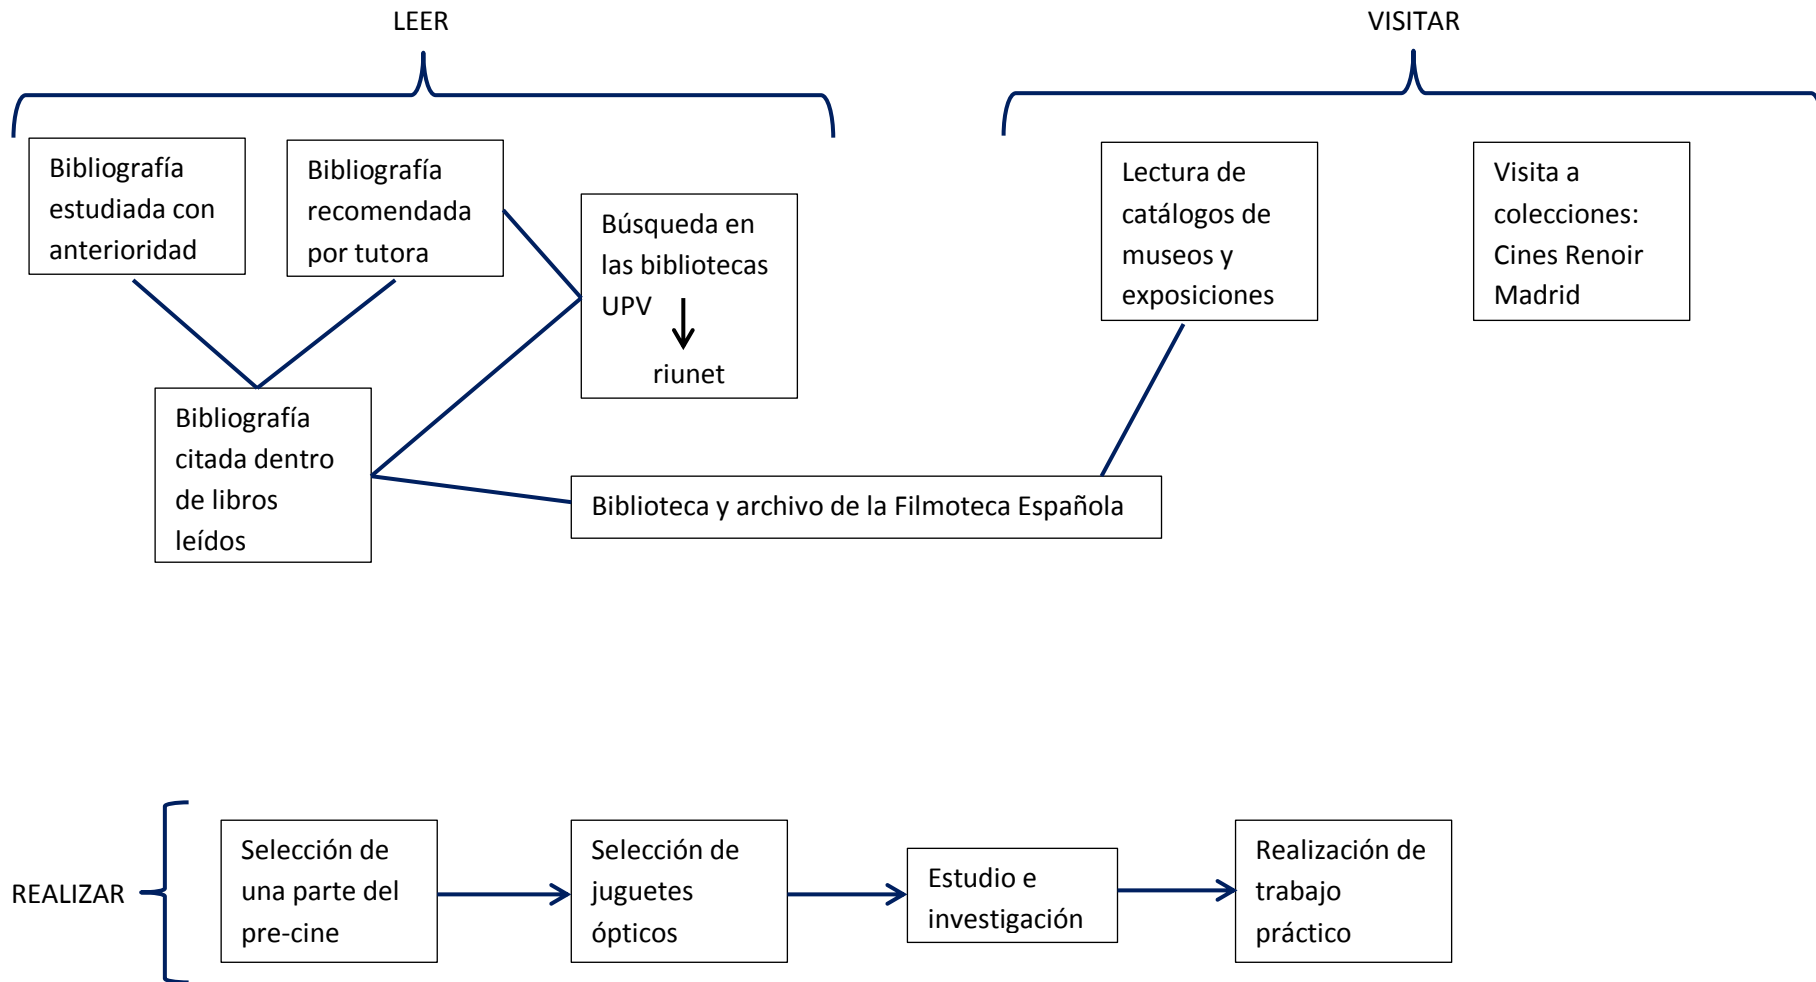 LEER
VISITAR
Bibliografía
estudiada con
anterioridad
Bibliografía
recomendada
por tutora
Búsqueda en
las bibliotecas
UPV
riunet
Lectura de
catálogos de
museos y
exposiciones
Visita a
colecciones:
Cines Renoir
Madrid
Bibliografía
citada dentro
de libros
leídos
Biblioteca y archivo de la Filmoteca Española
REALIZAR
Selección de
una parte del
pre-cine
Selección de
juguetes
ópticos
Estudio e
investigación
Realización de
trabajo
práctico